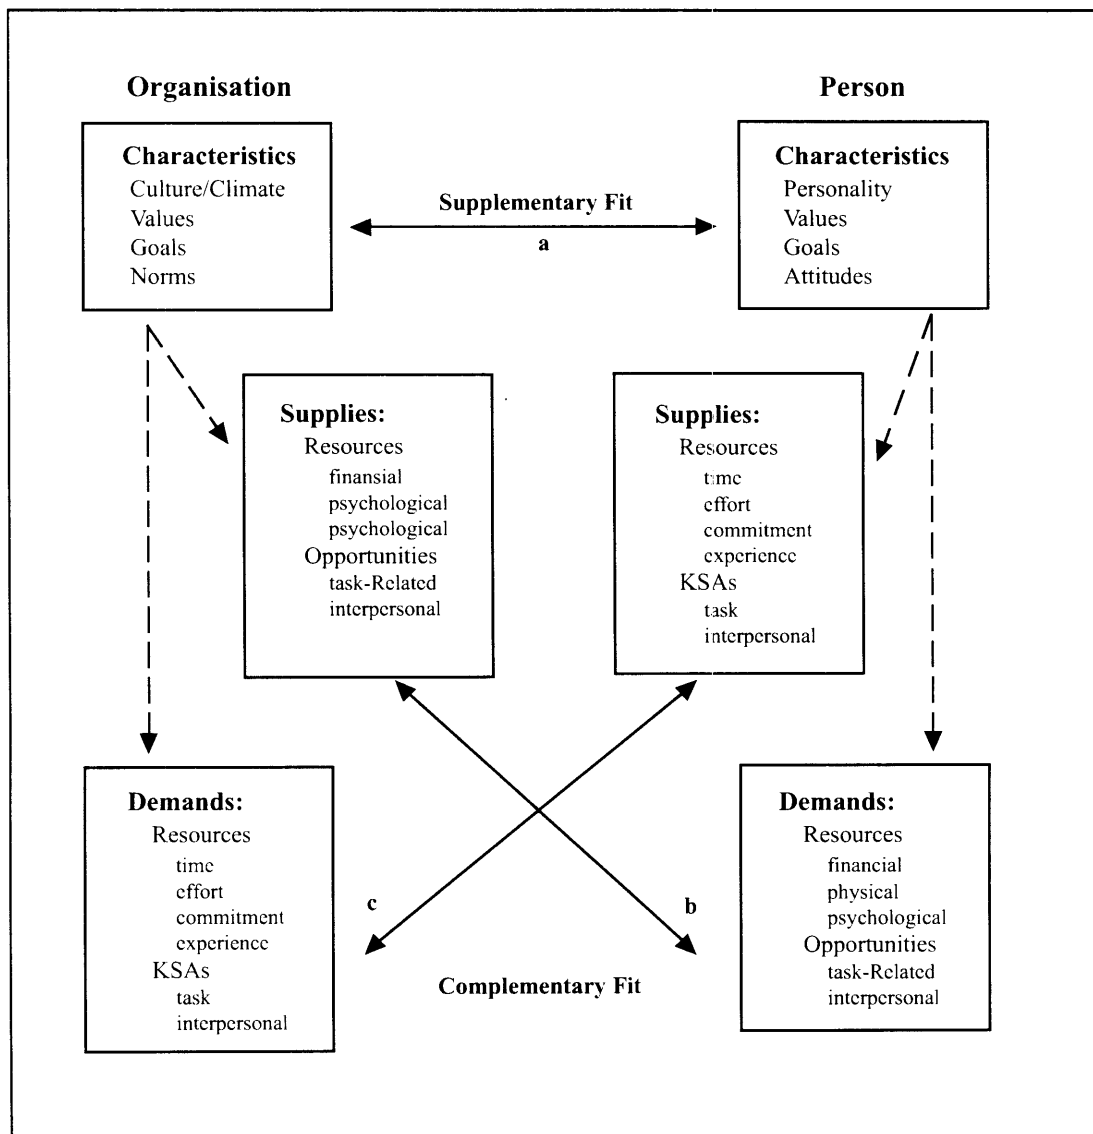 Organisation
Person
Characteristics
Culture/Climate
Values
Goals
Norms
Supplementary Fit
a
Characteristics
Personality
Values
Goals
Attitudes
Supplies:
Resources
finansial
psychological
psychological
Opportunities
task-Related
interpersonal
Supplies:
Resources
time
effort
commitment
experience
KSAs
task
interpersonal
Demands:
Resources
time
effort
commitment
experience
KSAs
task
interpersonal
c
b
Complementary Fit
Demands:
Resources
financial
physical
psychological
Opportunities
task-Related
interpersonal